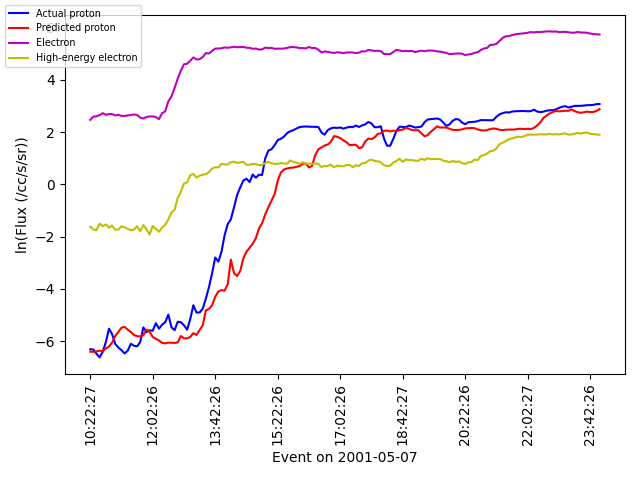 Actual proton
Predicted proton
Electron
High-energy electron
ln(Flux (/cc/s/sr))
4
2
0
−2
−4
−6
10:22:27
12:02:26
13:42:26
15:22:26
17:02:26
18:42:27
20:22:26
22:02:27
23:42:26
Event on 2001-05-07